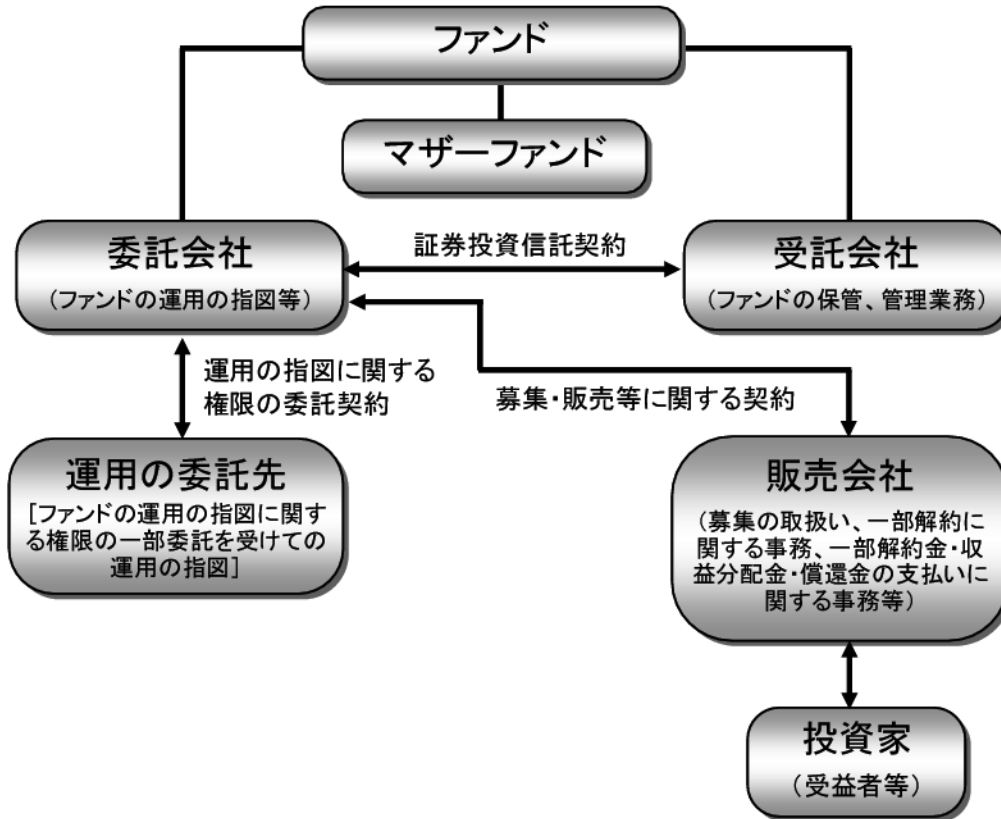 ファンド
マザーファンド
委託会社
（ファンドの運用の指図等）
証券投資信託契約
受託会社
（ファンドの保管、管理業務）
運用の指図に関する
権限の委託契約
募集・販売等に関する契約
運用の委託先
[ファンドの運用の指図に関す
る権限の一部委託を受けての
運用の指図]
販売会社
（募集の取扱い、一部解約に
関する事務、一部解約金・収
益分配金・償還金の支払いに
関する事務等）
投資家
（受益者等）